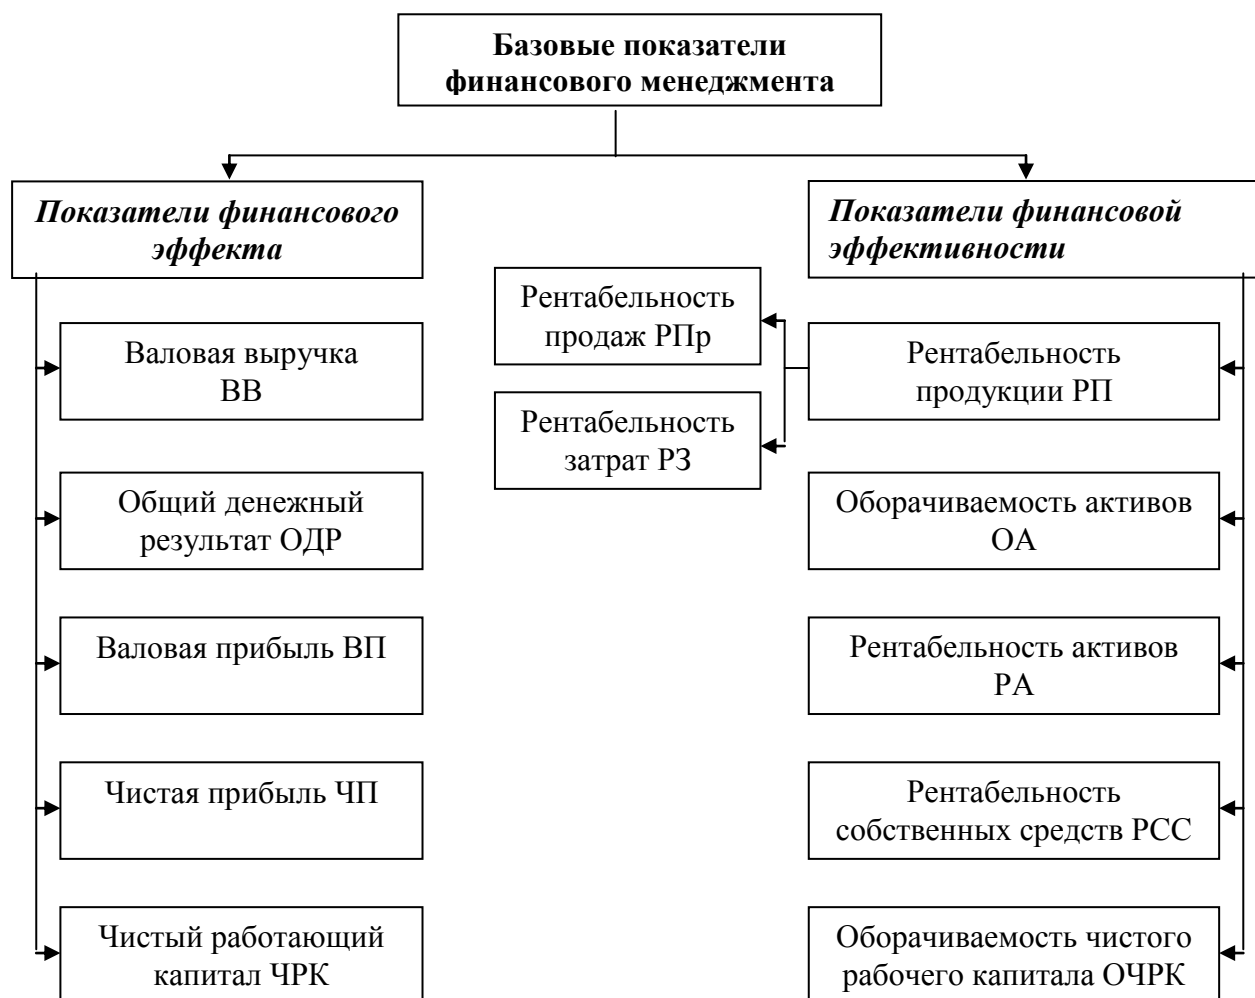 Базовые показатели
финансового менеджмента
Показатели финансового
эффекта
Валовая выручка
ВВ
Общий денежный
результат ОДР
Валовая прибыль ВП
Чистая прибыль ЧП
Чистый работающий
капитал ЧРК
Показатели финансовой
эффективности
Рентабельность
продаж РПр
Рентабельность
затрат РЗ
Рентабельность
продукции РП
Оборачиваемость активов
ОА
Рентабельность активов
РА
Рентабельность
собственных средств РСС
Оборачиваемость чистого
рабочего капитала ОЧРК